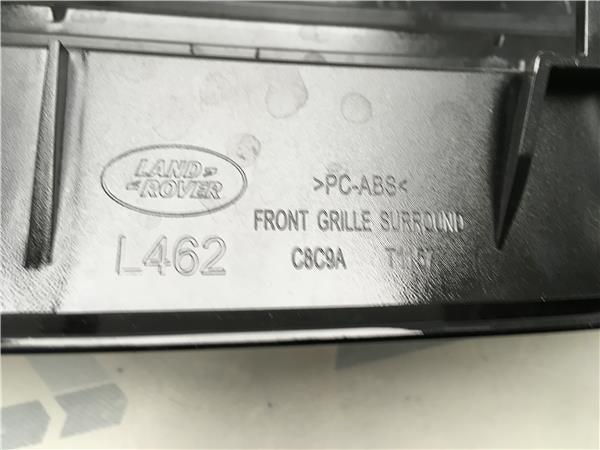 LAND
ROVER
L462
>PC-ABS<
FRONT GRILLE SURROUND
C8C9A